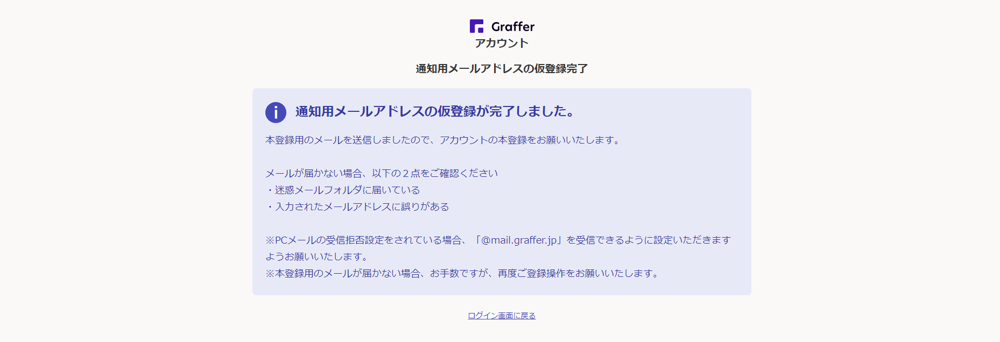 Graffer
アカウント
通知用メールアドレスの仮登録完了
通知用メールアドレスの仮登録が完了しました。
本登録用のメールを送信しましたので、アカウントの本登録をお願いいたします。
メールが届かない場合、以下の２点をご確認ください
・迷惑メールフォルダに届いている
・入力されたメールアドレスに誤りがある
※PCメールの受信拒否設定をされている場合、「@mail.graffer.jp」を受信できるように設定いただきます
ようお願いいたします。
※本登録用のメールが届かない場合、お手数ですが、再度ご登録操作をお願いいたします。
ログイン画面に戻る